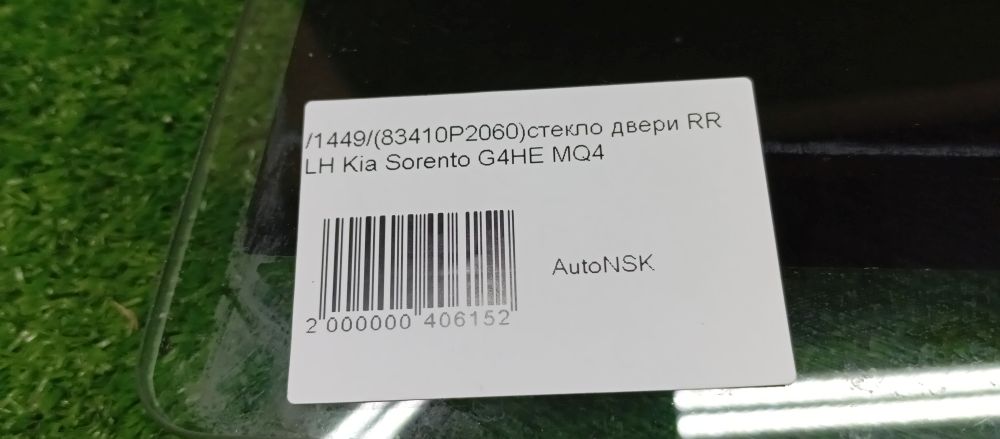 /1449/(83410P2060)стекло двери RR
LH Kia Sorento G4HE MQ4
AutoNSK
2 000000 406152